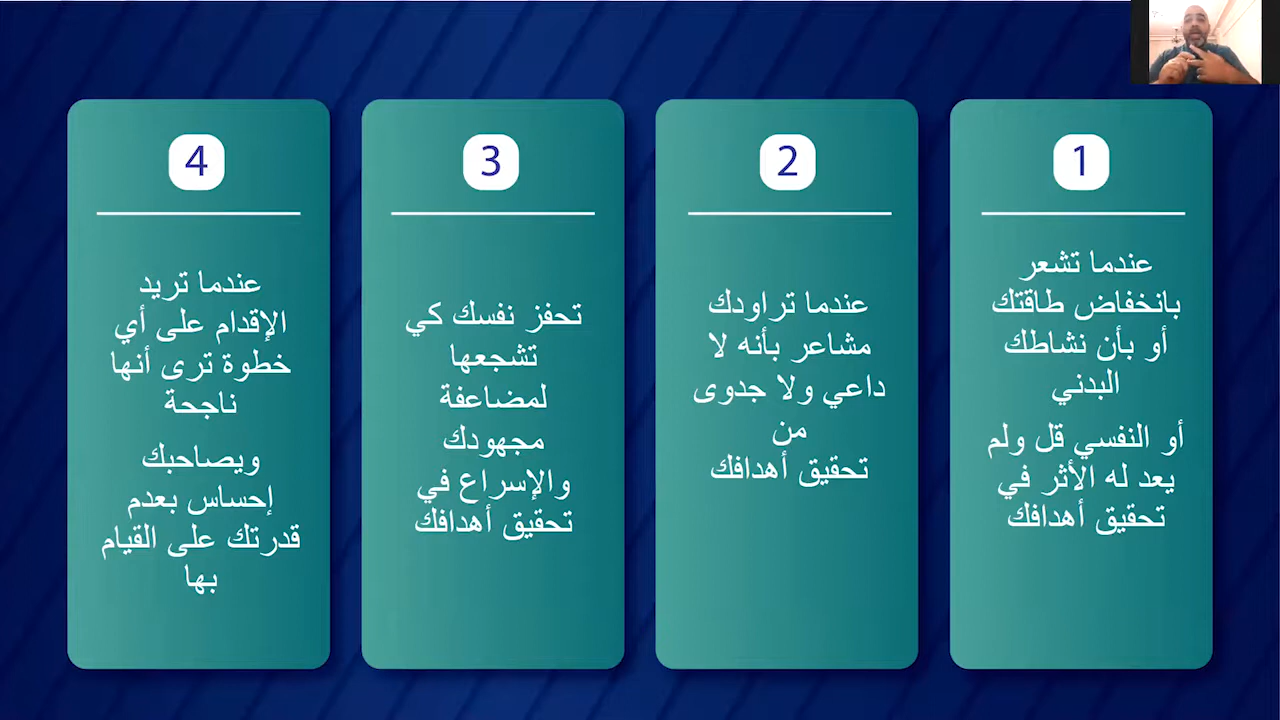 1
عندما تشعر
بانخفاض طاقتك
أو بأن نشاطك
البدني
أو النفسي قل ولم
يعد له الأثر في
تحقيق أهدافك
2
عندما تراودك
مشاعر بأنه لا
داعي ولا جدوى
من
تحقيق أهدافك
3
تحفز نفسك كي
تشجعها
لمضاعفة
مجهودك
والإسراع في
تحقيق أهدافك
4
عندما تريد
الإقدام على أي
خطوة ترى أنها
ناجحة
ويصاحبك
إحساس بعدم
قدرتك على القيام
بها